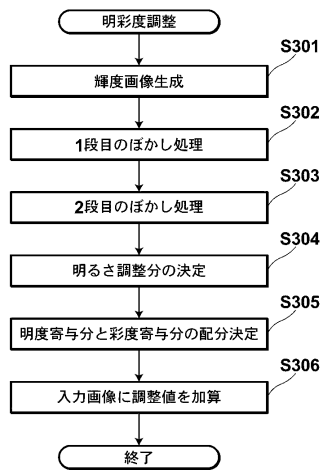 明彩度調整
S301
輝度画像生成
S302
1段目のぼかし処理
S303
2段目のぼかし処理
S304
明るさ調整分の決定
S305
明度寄与分と彩度寄与分の配分決定
S306
入力画像に調整値を加算
終了